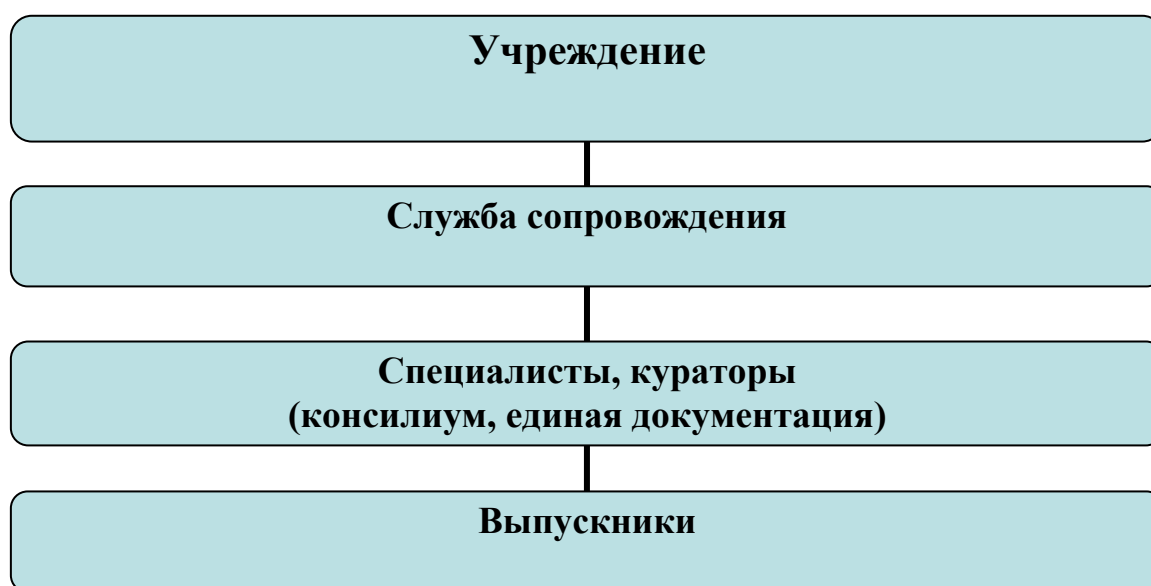 Учреждение
Служба сопровождения
Специалисты, кураторы
(консилиум, единая документация)
Выпускники